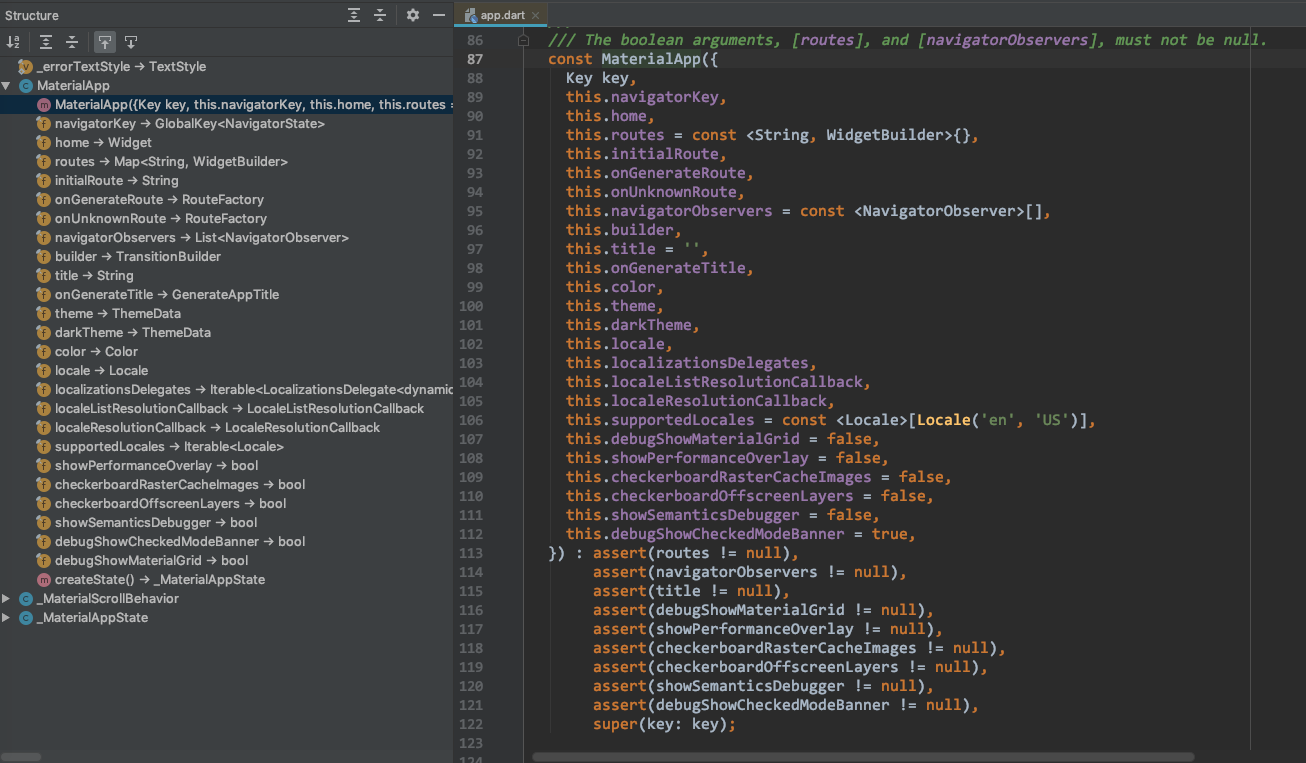 Structure
_errorTextStyle → TextStyle
MaterialApp
MaterialApp({Key key, this.navigatorKey, this.home, this.routes =
navigatorKey → GlobalKey<NavigatorState>
home → Widget
routes → Map<String, WidgetBuilder>
initialRoute → String
onGenerateRoute → RouteFactory
onUnknownRoute → RouteFactory
navigatorObservers → List<NavigatorObserver>
builder → TransitionBuilder
title → String
onGenerateTitle → GenerateAppTitle
theme → ThemeData
darkTheme → ThemeData
color → Color
locale → Locale
localizationsDelegates → Iterable<LocalizationsDelegate<dynamic
localeListResolutionCallback → LocaleListResolutionCallback
localeResolutionCallback → LocaleResolutionCallback
supportedLocales → Iterable<Locale>
showPerformanceOverlay → bool
checkerboardRasterCacheImages → bool
checkerboardOffscreenLayers → bool
showSemanticsDebugger → bool
debugShowCheckedModeBanner → bool
debugShowMaterialGrid → bool
createState() → _MaterialAppState
_MaterialScrollBehavior
_MaterialAppState
app.dart
86 /// The boolean arguments, [routes], and [navigatorObservers], must not be null.
87 const MaterialApp({
88 Key key,
89 this.navigatorKey,
90 this.home,
91 this.routes = const <String, WidgetBuilder>{},
92 this.initialRoute,
93 this.onGenerateRoute,
94 this.onUnknownRoute,
95 this.navigatorObservers = const <NavigatorObserver>[],
96 this.builder,
97 this.title = '',
98 this.onGenerateTitle,
99 this.color,
100 this.theme,
101 this.darkTheme,
102 this.locale,
103 this.localizationsDelegates,
104 this.localeListResolutionCallback,
105 this.localeResolutionCallback,
106 this.supportedLocales = const <Locale>[Locale('en', 'US')],
107 this.debugShowMaterialGrid = false,
108 this.showPerformanceOverlay = false,
109 this.checkerboardRasterCacheImages = false,
110 this.checkerboardOffscreenLayers = false,
111 this.showSemanticsDebugger = false,
112 this.debugShowCheckedModeBanner = true,
113 }) : assert(routes != null),
114 assert(navigatorObservers != null),
115 assert(title != null),
116 assert(debugShowMaterialGrid != null),
117 assert(showPerformanceOverlay != null),
118 assert(checkerboardRasterCacheImages != null),
119 assert(checkerboardOffscreenLayers != null),
120 assert(showSemanticsDebugger != null),
121 assert(debugShowCheckedModeBanner != null),
122 super(key: key);
123
124